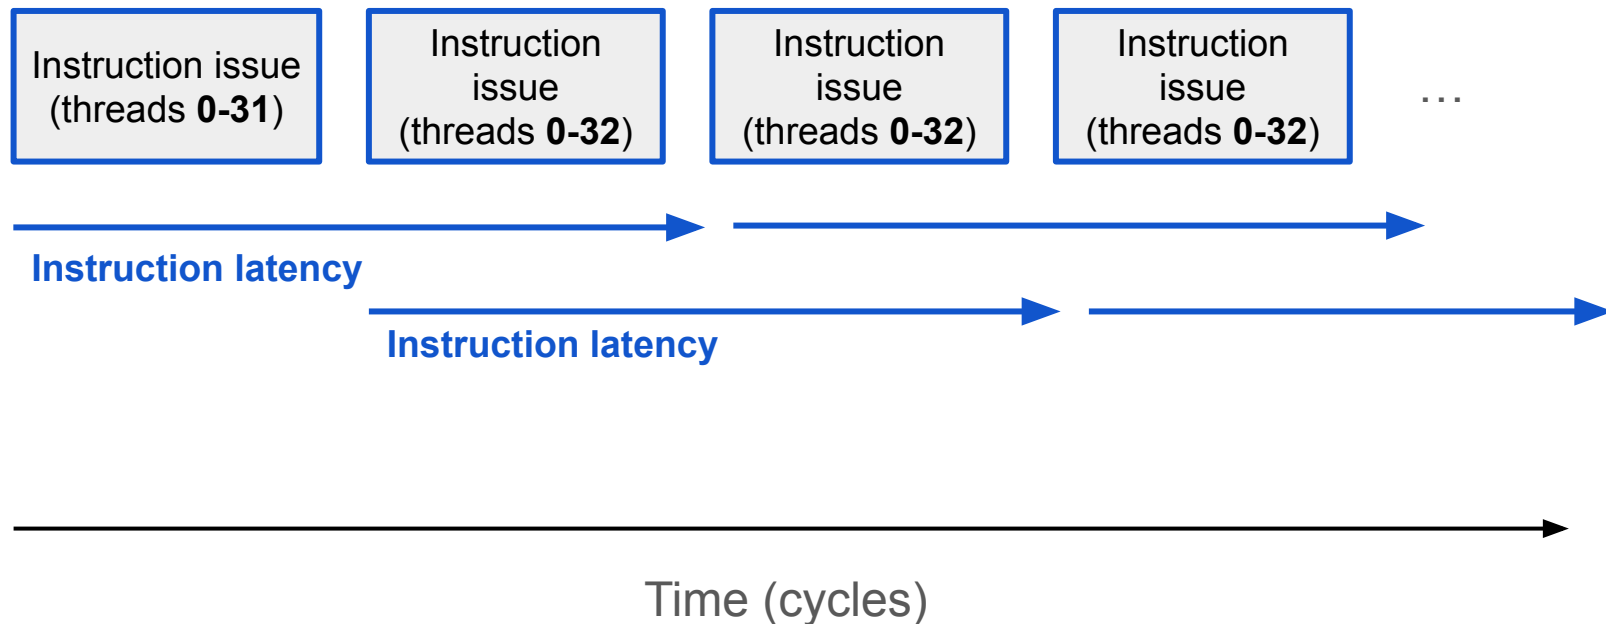 Instruction issue
(threads 0-31)
Instruction
issue
(threads 0-32)
Instruction
issue
(threads 0-32)
Instruction
issue
(threads 0-32)
...
Instruction latency
Instruction latency
Time (cycles)